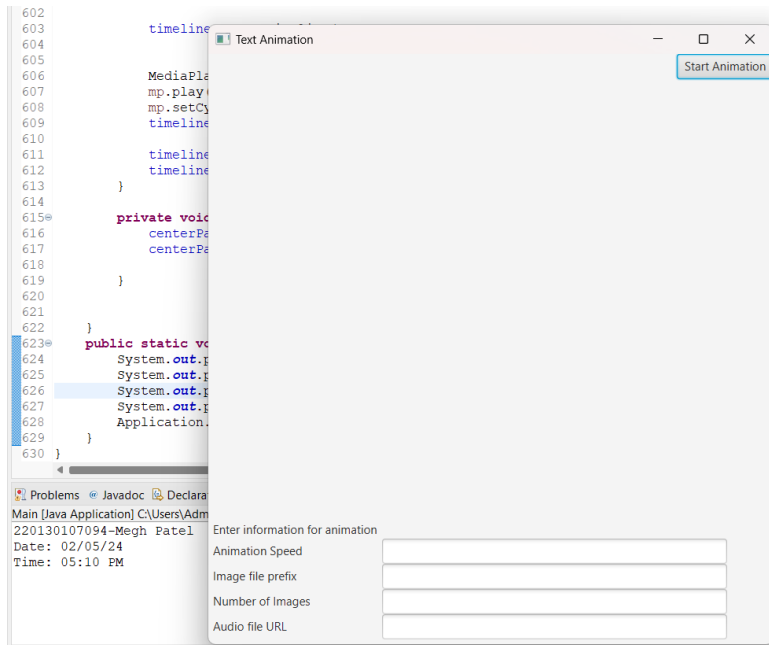 602
603 timeline
604
605
606 MediaPla
607 mp.play(
608 mp.setCy
609 timeline
610
611 timeline
612 timeline
613 }
614
615 private void
616 centerPa
617 centerPa
618
619 }
620
621
622 }
623 public static vo
624 System.out.p
625 System.out.p
626 System.out.p
627 System.out.p
628 Application.
629 }
630 }
Problems Javadoc Declara
Main [Java Application] C:\Users\Adm
220130107094-Megh Patel
Date: 02/05/24
Time: 05:10 PM
Text Animation
Start Animation
Enter information for animation
Animation Speed
Image file prefix
Number of Images
Audio file URL